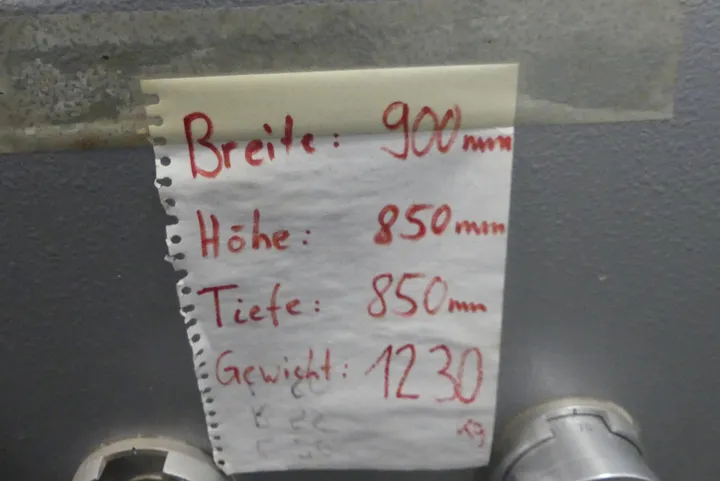 Breite: 900mm
Höhe: 850mm
Tiefe: 850mm
Gewicht: 1230
kg